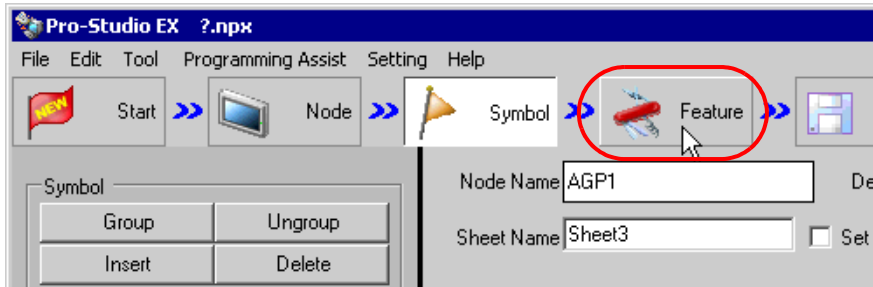 Pro-Studio EX ?.npx
File Edit Tool Programming Assist Setting Help
NEW Start Node Symbol Feature
Symbol
Node Name AGP1 De
Group Ungroup
Sheet Name Sheet3 Set
Insert Delete